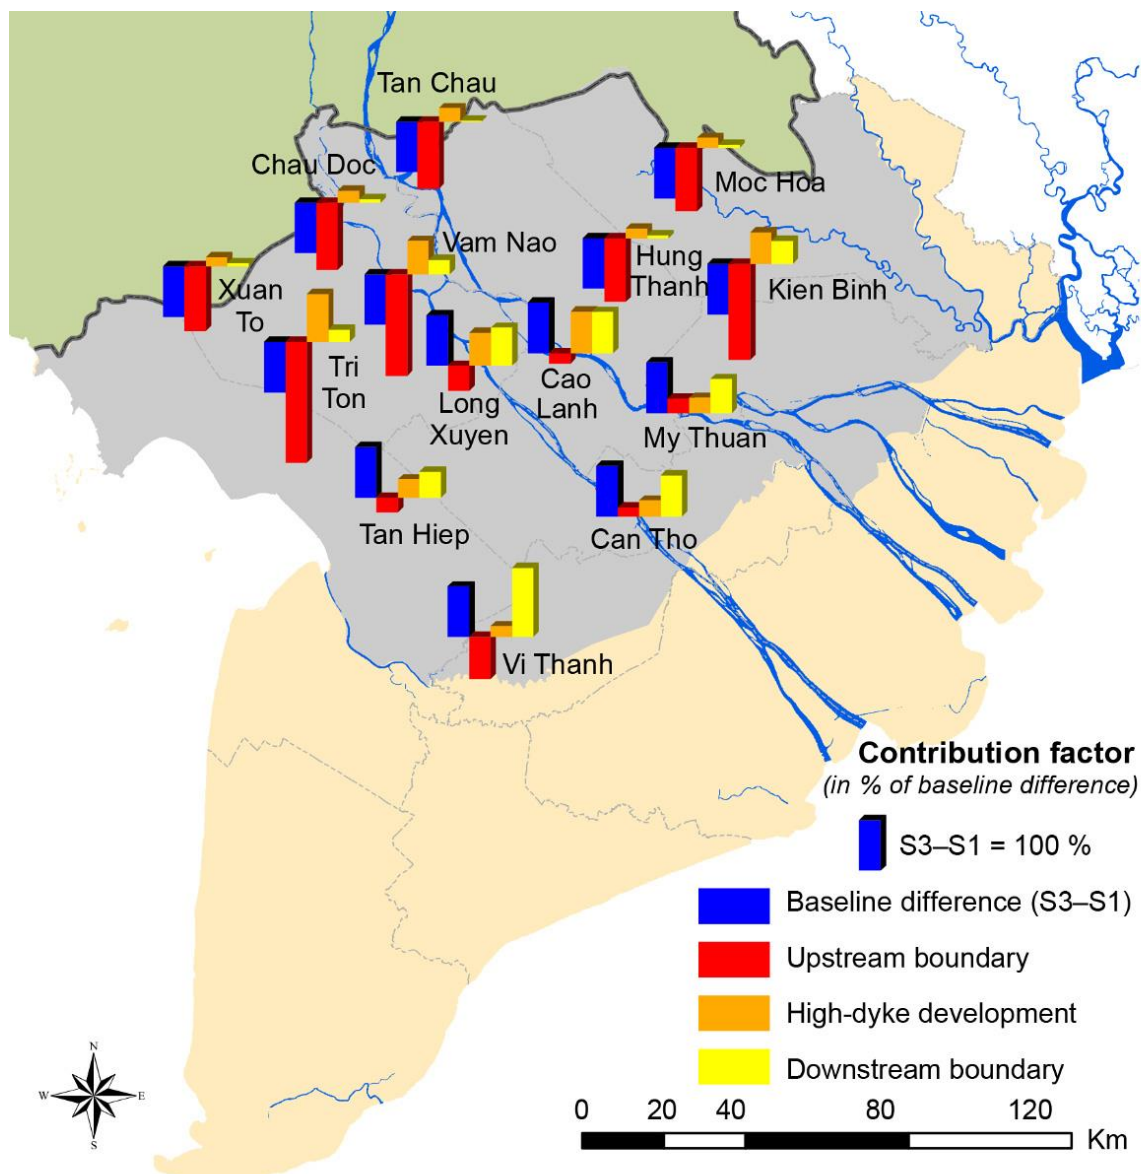 Tan Chau
Chau Doc
Moc Hoa
Vam Nao
Hung
Thanh
Kien Binh
Xuan
To
Tri
Ton
Long
Xuyen
Cao
Lanh
My Thuan
Tan Hiep
Can Tho
Vi Thanh
Contribution factor
(in % of baseline difference)
S3–S1 = 100 %
Baseline difference (S3–S1)
Upstream boundary
High-dyke development
Downstream boundary
N
W
E
S
0 20 40 80 120
Km